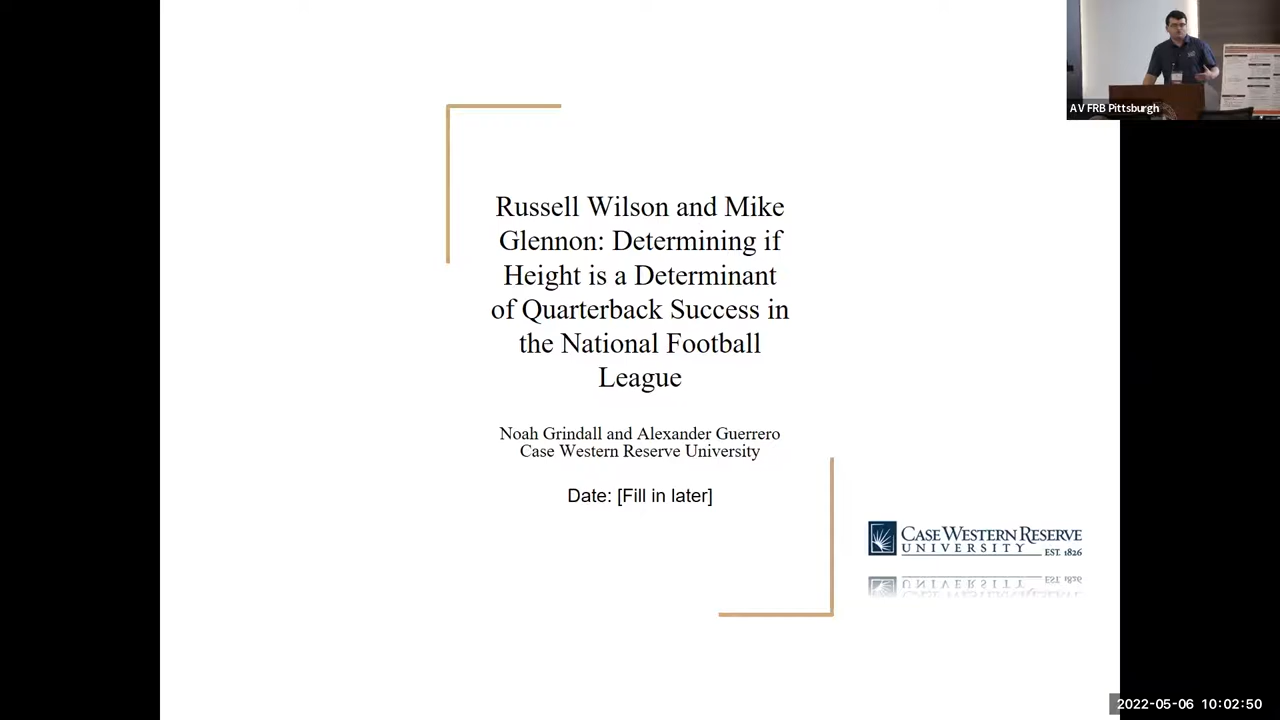 AV FRB Pittsburgh
Russell Wilson and Mike
Glennon: Determining if
Height is a Determinant
of Quarterback Success in
the National Football
League
Noah Grindall and Alexander Guerrero
Case Western Reserve University
Date: [Fill in later]
CASE WESTERN RESERVE
UNIVERSITY EST. 1826
2022-05-06 10:02:50